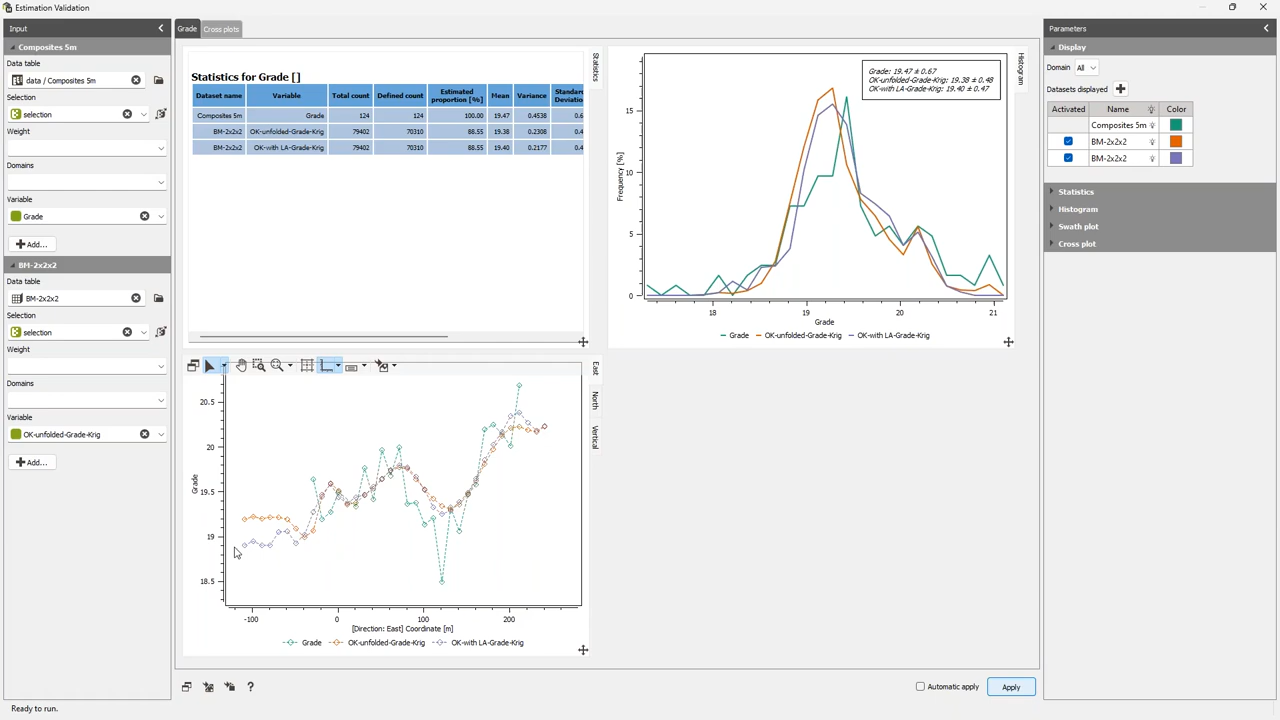 Estimation Validation
Input
Composites 5m
Data table
data / Composites 5m
Selection
selection
Weight
Domains
Variable
Grade
Add...
BM-2x2x2
Data table
BM-2x2x2
Selection
selection
Weight
Domains
Variable
OK-unfolded-Grade-Krig
Add...
Ready to run.
Grade Cross plots
Statistics
Statistics for Grade []
Dataset name Variable Total count Defined count Estimated proportion [%] Mean Variance Standard Deviatio
Composites 5m Grade 124 124 100.00 19.47 0.4538 0.6
BM-2x2x2 OK-unfolded-Grade-Krig 79402 70310 88.55 19.38 0.2308 0.4
BM-2x2x2 OK-with LA-Grade-Krig 79402 70310 88.55 19.40 0.2177 0.4
Histogram
Grade: 19.47 ± 0.67
OK-unfolded-Grade-Krig: 19.38 ± 0.48
OK-with LA-Grade-Krig: 19.40 ± 0.47
Frequency [%]
15
10
5
0
18 19 20 21
Grade
Grade OK-unfolded-Grade-Krig OK-with LA-Grade-Krig
East
North
Vertical
Grade
20.5
20
19.5
19
18.5
-100 0 100 200
[Direction: East] Coordinate [m]
Grade OK-unfolded-Grade-Krig OK-with LA-Grade-Krig
?
Automatic apply Apply
Parameters
Display
Domain All
Datasets displayed
Activated Name Color
Composites 5m
BM-2x2x2
BM-2x2x2
Statistics
Histogram
Swath plot
Cross plot